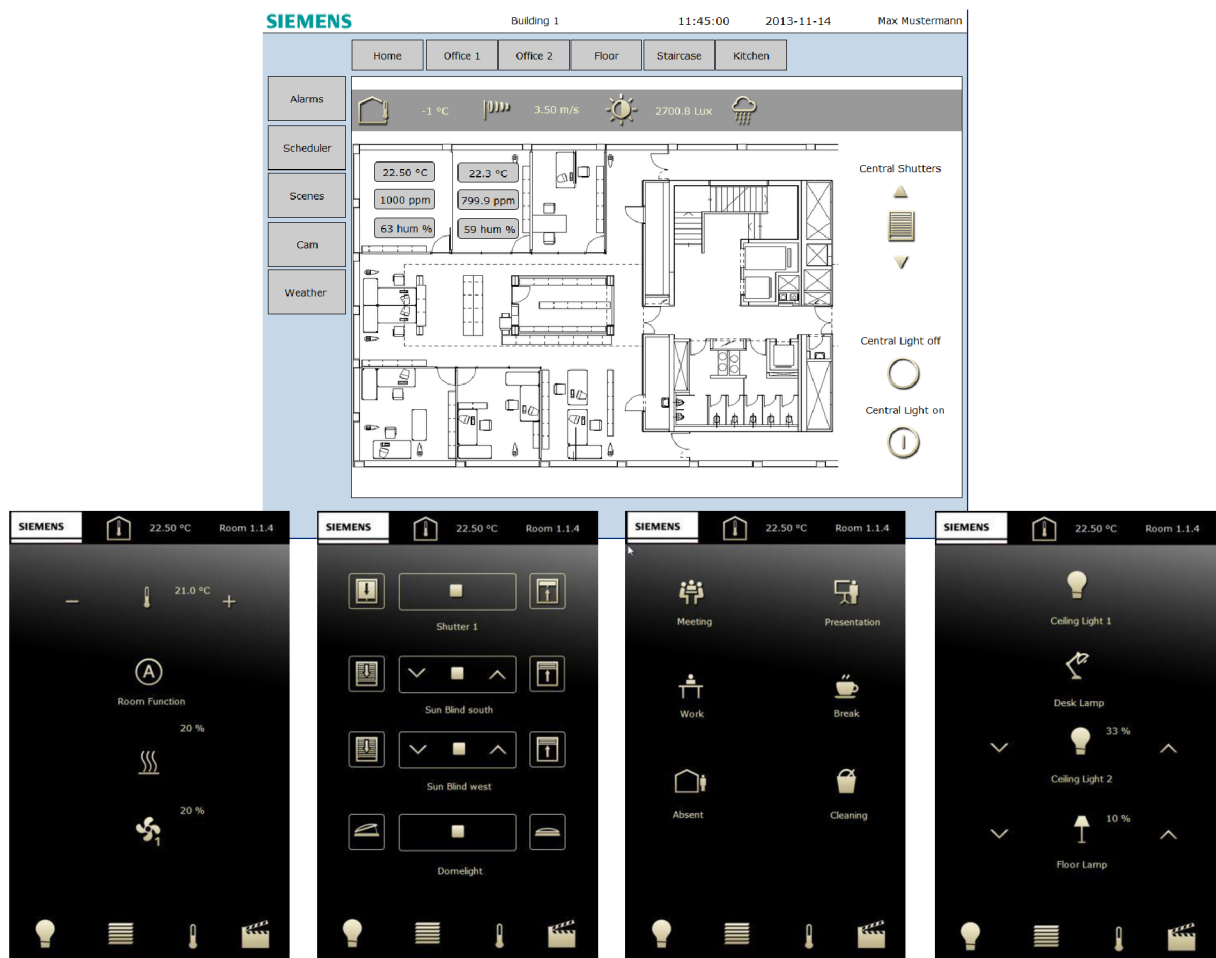 SIEMENS Building 1 11:45:00 2013-11-14 Max Mustermann
Home Office 1 Office 2 Floor Staircase Kitchen
Alarms
Scheduler
Scenes
Cam
Weather
-1 °C 3.50 m/s 2700.8 Lux
22.50 °C 22.3 °C
1000 ppm 799.9 ppm
63 hum % 59 hum %
Central Shutters
Central Light off
Central Light on
SIEMENS 22.50 °C Room 1.1.4
21.0 °C
A
Room Function
20 %
20 %
1
SIEMENS 22.50 °C Room 1.1.4
Shutter 1
Sun Blind south
Sun Blind west
Domelight
SIEMENS 22.50 °C Room 1.1.4
Meeting Presentation
Work Break
Absent Cleaning
SIEMENS 22.50 °C Room 1.1.4
Ceiling Light 1
Desk Lamp
33 %
Ceiling Light 2
10 %
Floor Lamp